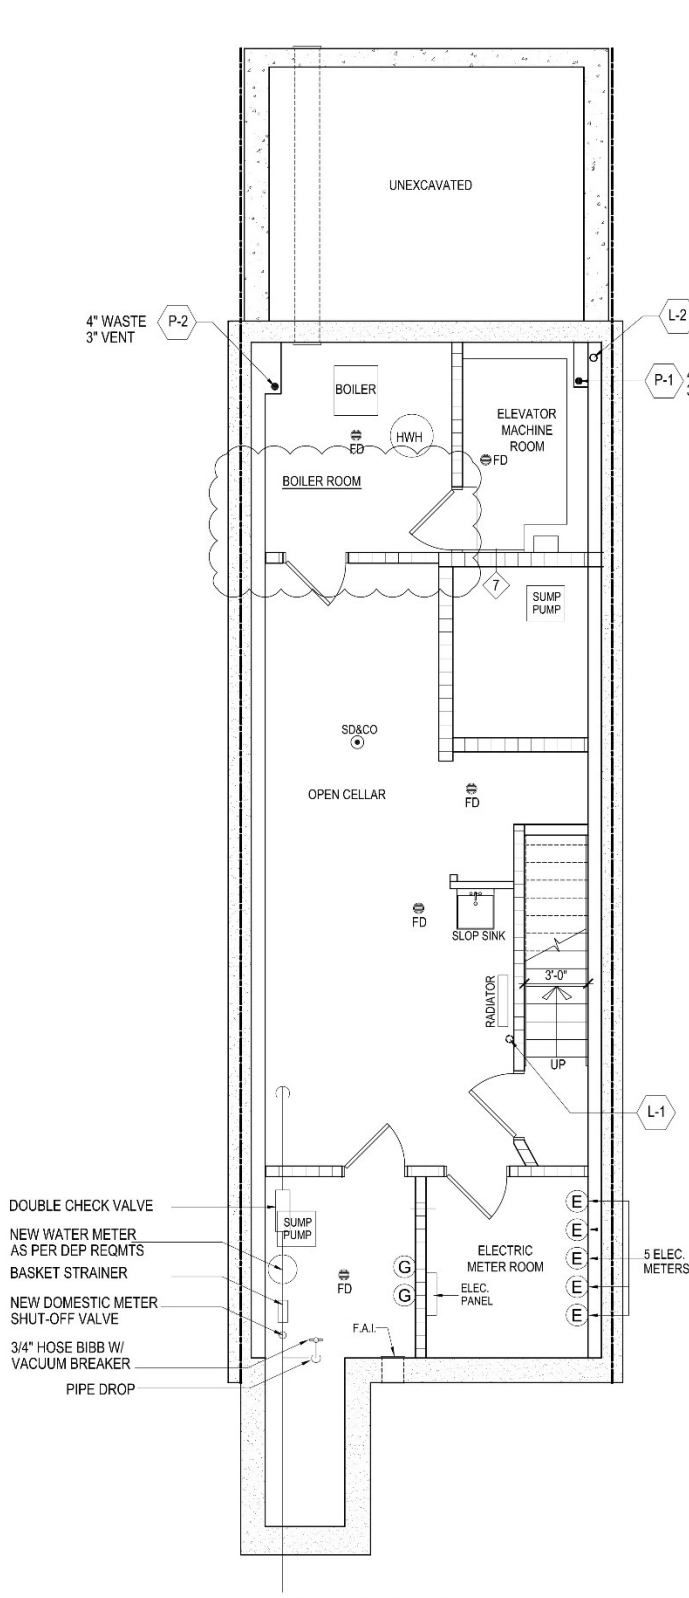 UNEXCAVATED
4" WASTE
3" VENT
P-2
L-2
P-1
BOILER
ELEVATOR
MACHINE
ROOM
HWH
FD
FD
BOILER ROOM
7
SUMP
PUMP
SD&CO
OPEN CELLAR
FD
FD
SLOP SINK
3'-0"
RADIATOR
UP
L-1
DOUBLE CHECK VALVE
SUMP
PUMP
NEW WATER METER
AS PER DEP REQMTS
BASKET STRAINER
NEW DOMESTIC METER
SHUT-OFF VALVE
3/4" HOSE BIBB W/
VACUUM BREAKER
PIPE DROP
FD
G
G
F.A.I.
ELEC.
PANEL
ELECTRIC
METER ROOM
E
E
E
E
E
5 ELEC.
METERS